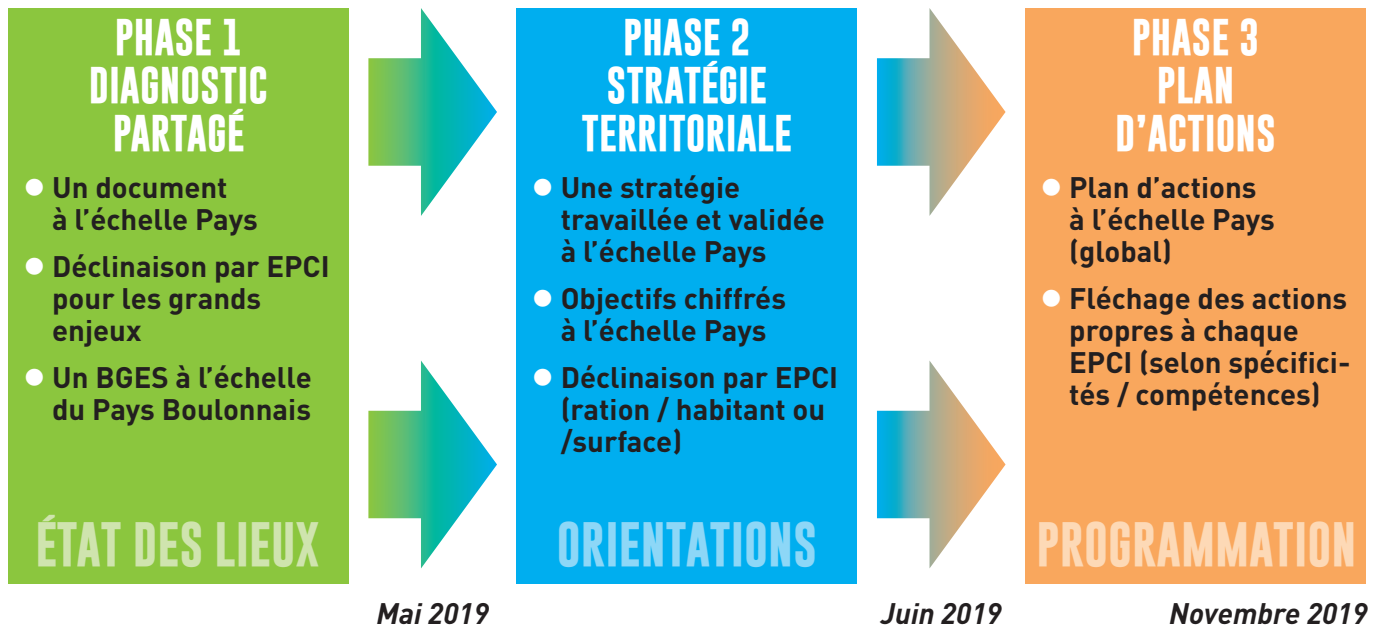 PHASE 1
DIAGNOSTIC
PARTAGÉ
● Un document
à l'échelle Pays
● Déclinaison par EPCI
pour les grands
enjeux
● Un BGES à l'échelle
du Pays Boulonnais
ÉTAT DES LIEUX
Mai 2019
PHASE 2
STRATÉGIE
TERRITORIALE
● Une stratégie
travaillée et validée
à l'échelle Pays
● Objectifs chiffrés
à l'échelle Pays
● Déclinaison par EPCI
(ration / habitant ou
/surface)
ORIENTATIONS
Juin 2019
PHASE 3
PLAN
D'ACTIONS
● Plan d'actions
à l'échelle Pays
(global)
● Fléchage des actions
propres à chaque
EPCI (selon spécifici-
tés / compétences)
PROGRAMMATION
Novembre 2019